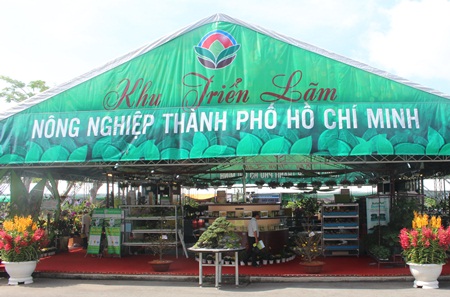 Khu Triển Lãm
NÔNG NGHIỆP THÀNH PHỐ HỒ CHÍ MINH